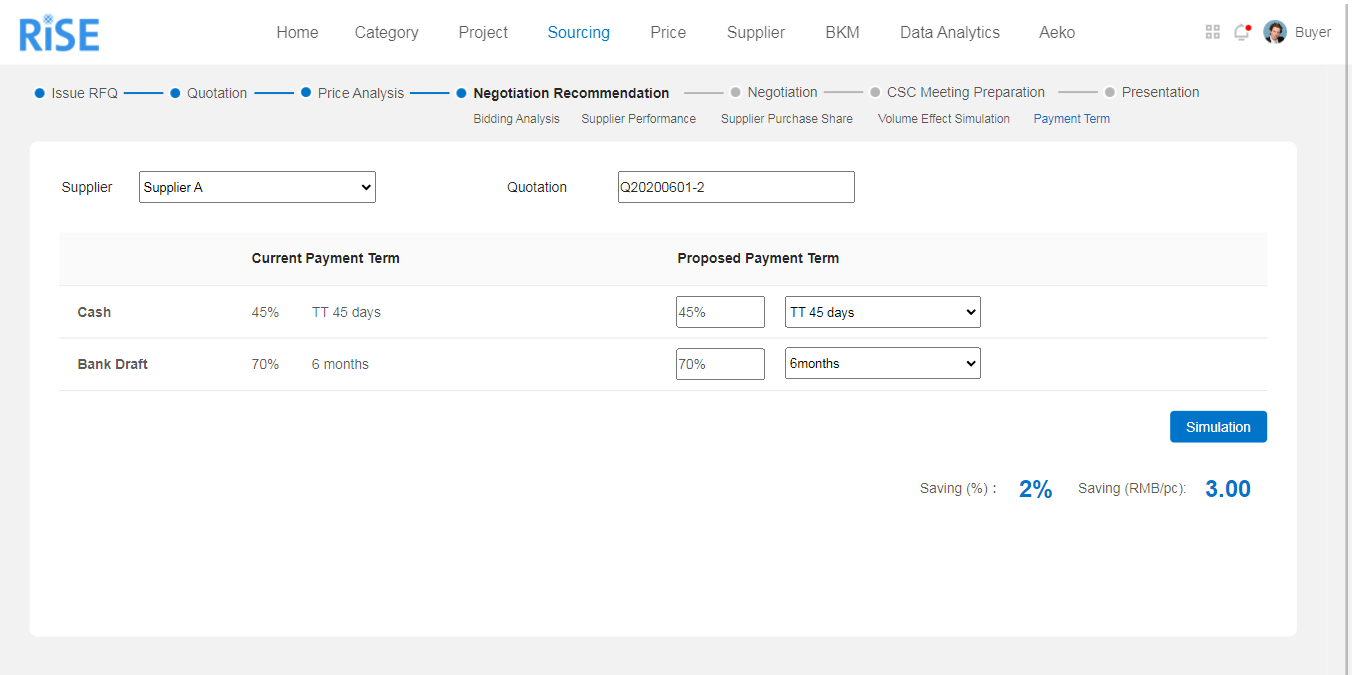 RiSE Home Category Project Sourcing Price Supplier BKM Data Analytics Aeko Buyer
Issue RFQ Quotation Price Analysis Negotiation Recommendation Negotiation CSC Meeting Preparation Presentation
Bidding Analysis Supplier Performance Supplier Purchase Share Volume Effect Simulation Payment Term
Supplier Supplier A Quotation Q20200601-2
Current Payment Term Proposed Payment Term
Cash 45% TT 45 days 45% TT 45 days
Bank Draft 70% 6 months 70% 6months
Simulation
Saving (%) : 2% Saving (RMB/pc): 3.00